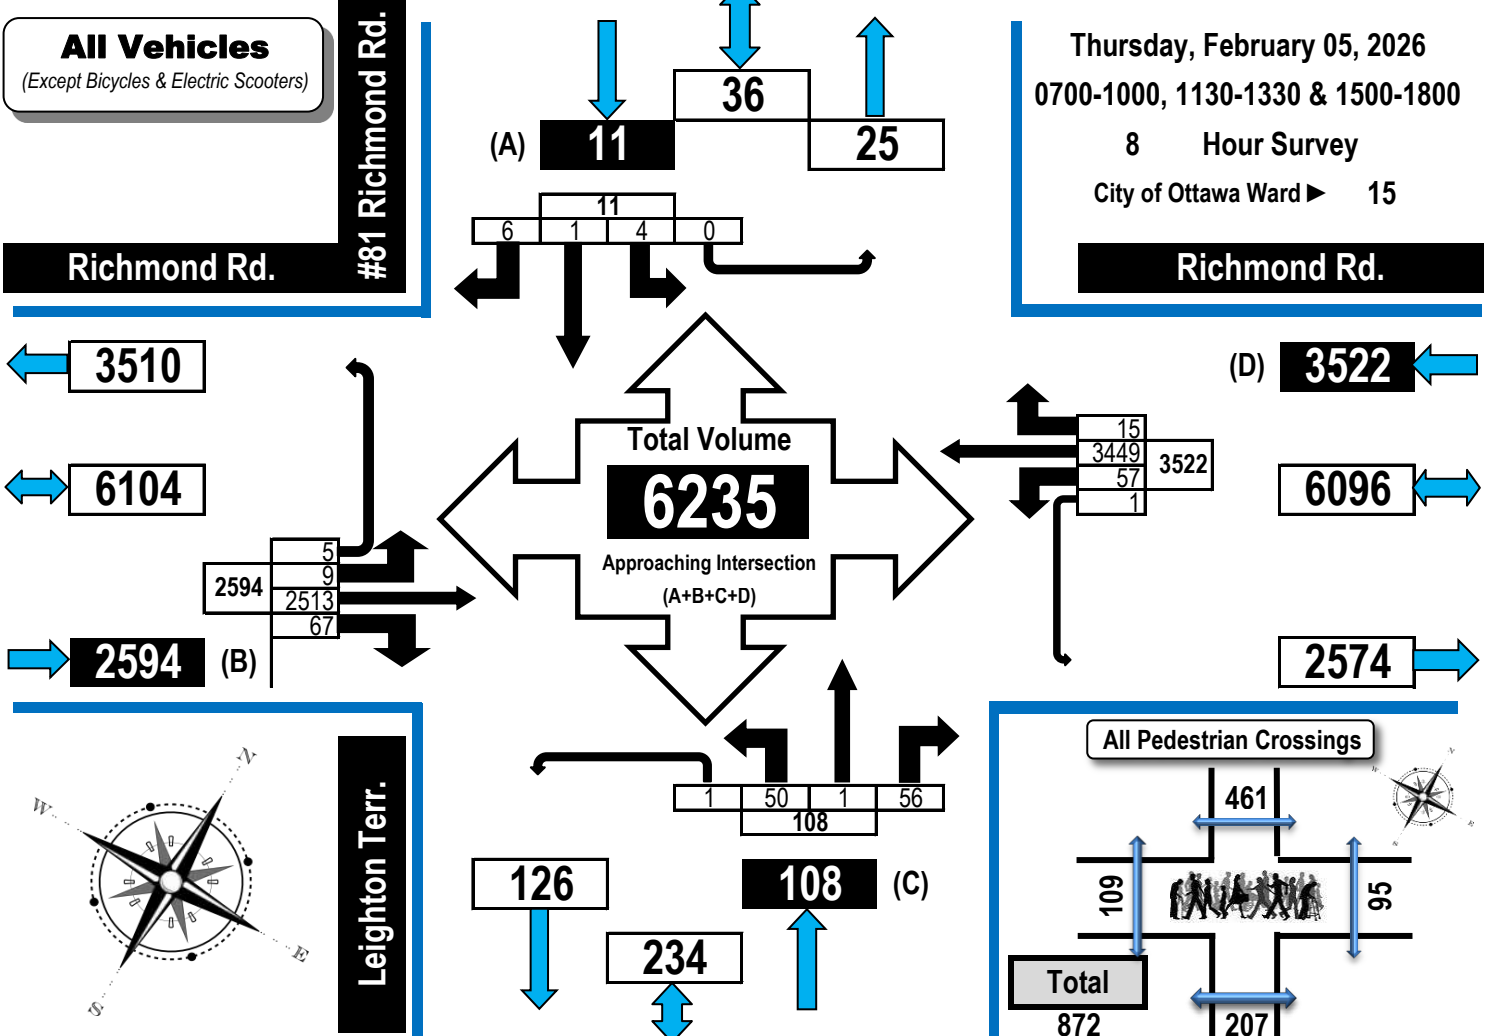 All Vehicles
(Except Bicycles & Electric Scooters)
#81 Richmond Rd.
Richmond Rd.
36
(A) 11
25
11
6 1 4 0
Thursday, February 05, 2026
0700-1000, 1130-1330 & 1500-1800
8 Hour Survey
City of Ottawa Ward ► 15
Richmond Rd.
3510
6104
5
9
2513
67
2594
2594 (B)
Total Volume
6235
Approaching Intersection
(A+B+C+D)
(D) 3522
15
3449
57
1
3522
6096
2574
1 50 1 56
108
126
108 (C)
234
Leighton Terr.
N
W
E
S
All Pedestrian Crossings
461
109
95
Total
872
207